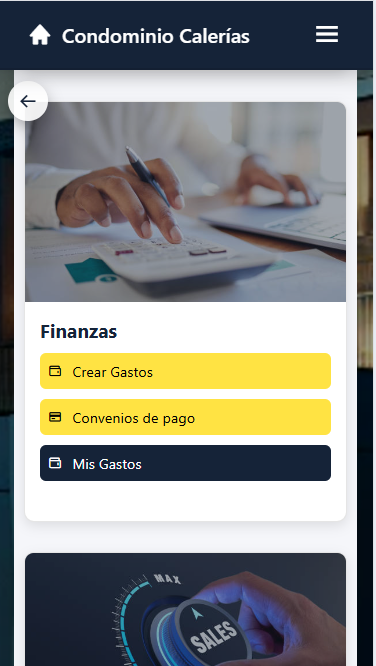 Condominio Calerías
Finanzas
Crear Gastos
Convenios de pago
Mis Gastos
MAX
SALES